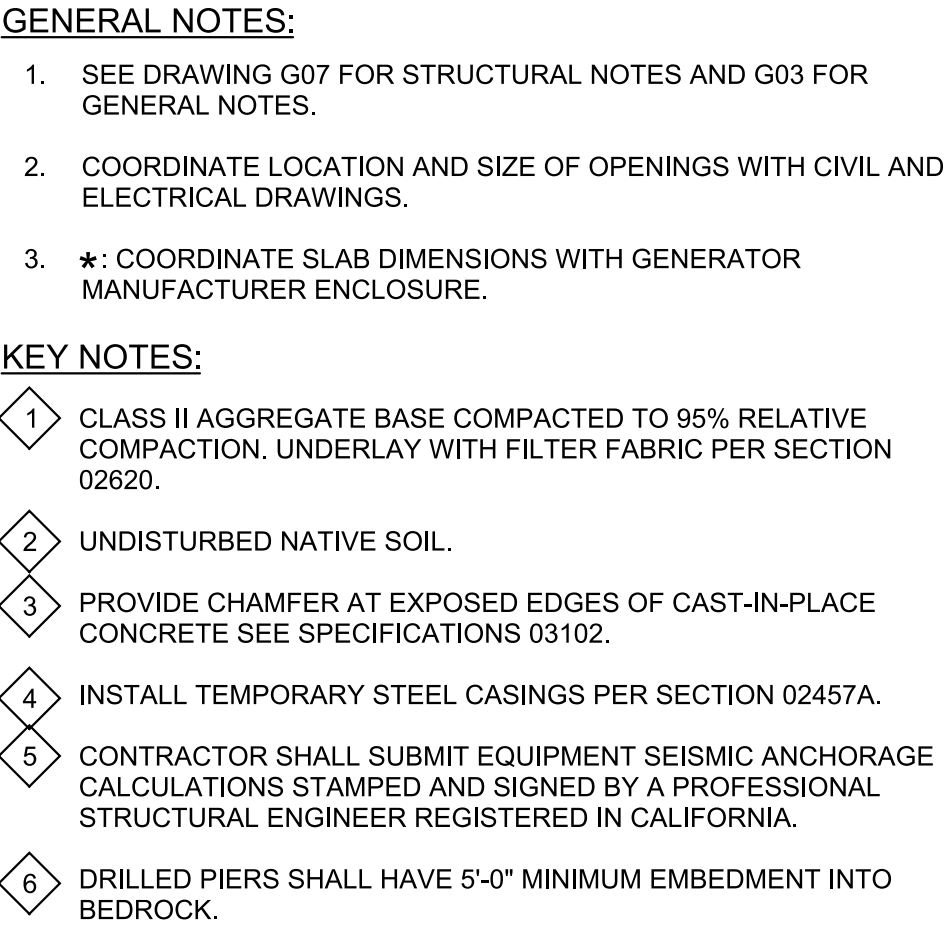 GENERAL NOTES:
1. SEE DRAWING G07 FOR STRUCTURAL NOTES AND G03 FOR
GENERAL NOTES.
2. COORDINATE LOCATION AND SIZE OF OPENINGS WITH CIVIL AND
ELECTRICAL DRAWINGS.
3. *: COORDINATE SLAB DIMENSIONS WITH GENERATOR
MANUFACTURER ENCLOSURE.
KEY NOTES:
1 CLASS II AGGREGATE BASE COMPACTED TO 95% RELATIVE
COMPACTION. UNDERLAY WITH FILTER FABRIC PER SECTION
02620.
2 UNDISTURBED NATIVE SOIL.
3 PROVIDE CHAMFER AT EXPOSED EDGES OF CAST-IN-PLACE
CONCRETE SEE SPECIFICATIONS 03102.
4 INSTALL TEMPORARY STEEL CASINGS PER SECTION 02457A.
5 CONTRACTOR SHALL SUBMIT EQUIPMENT SEISMIC ANCHORAGE
CALCULATIONS STAMPED AND SIGNED BY A PROFESSIONAL
STRUCTURAL ENGINEER REGISTERED IN CALIFORNIA.
6 DRILLED PIERS SHALL HAVE 5'-0" MINIMUM EMBEDMENT INTO
BEDROCK.